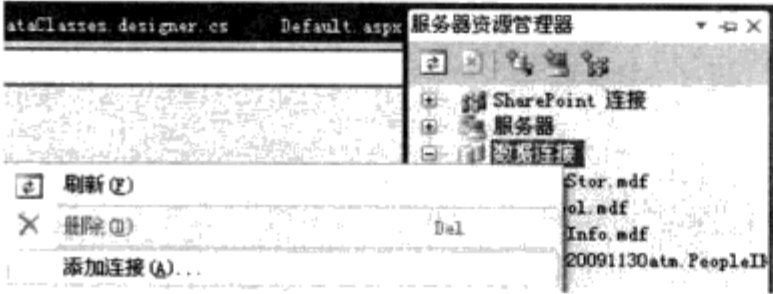 ataClasses.designer.cs Default.aspx 服务器资源管理器
SharePoint 连接
服务器
数据连接
刷新(F) Stor.mdf
ol.mdf
删除(D) Del Info.mdf
添加连接(A)... 20091130atm.PeopleIN